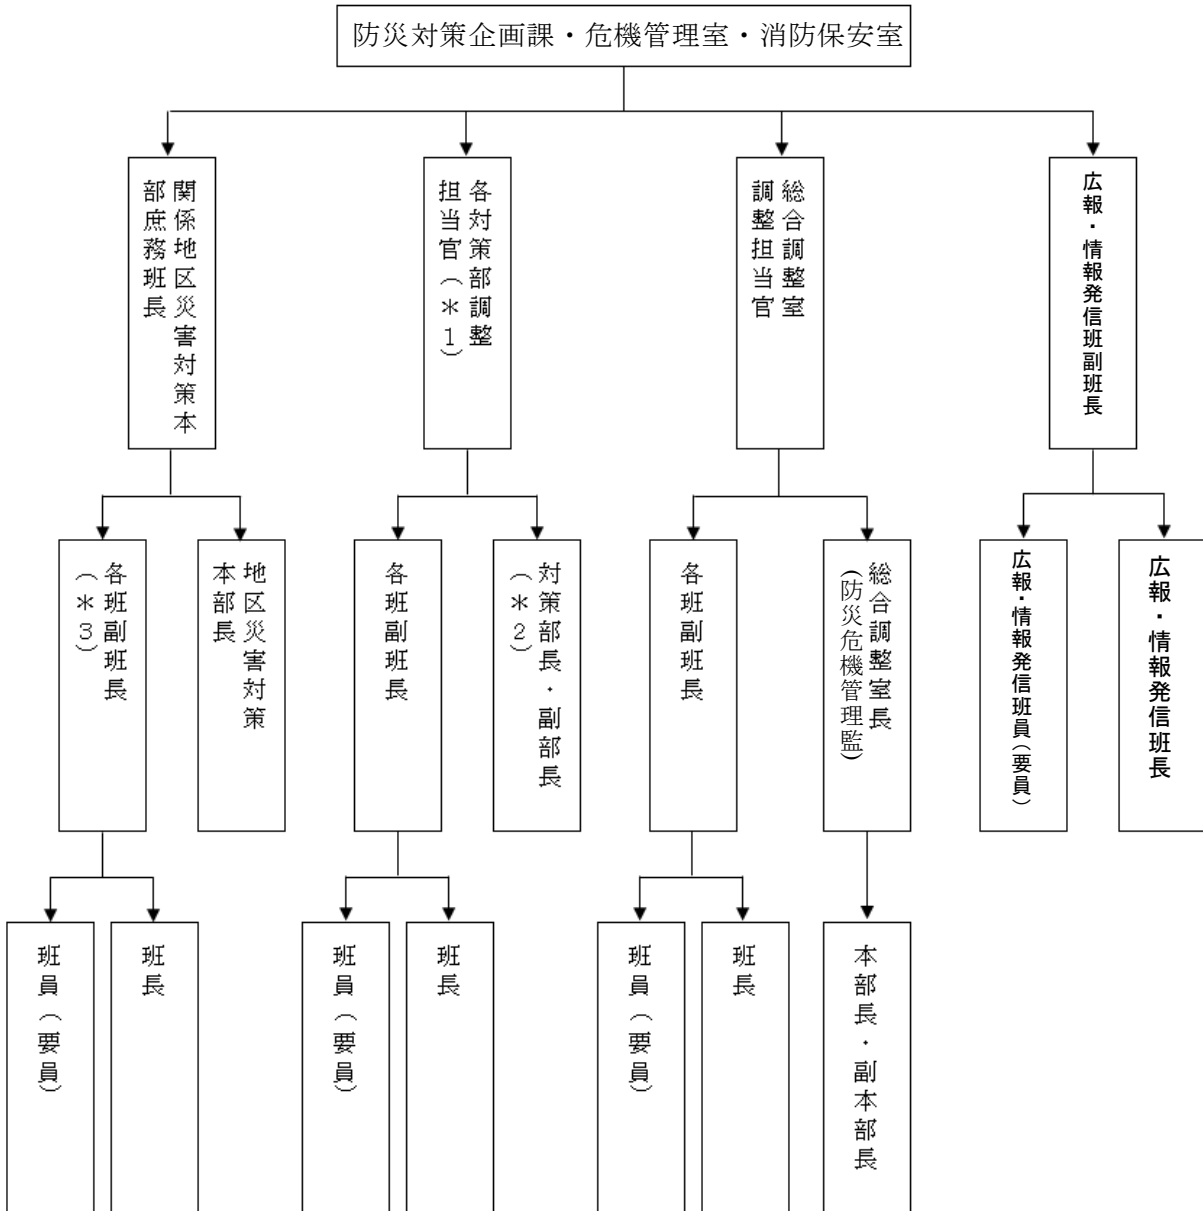 防災対策企画課・危機管理室・消防保安室
広報・情報発信班副班長
総合調整室
調整担当官
各対策部調整
担当官（＊1）
関係地区災害対策本
部庶務班長
広報・情報発信班長
広報・情報発信班員（要員）
総合調整室長
（防災危機管理監）
各班副班長
対策部長・副部長
（＊2）
各班副班長
地区災害対策
本部長
各班副班長
（＊3）
本部長・副本部長
班長
班員（要員）
班長
班員（要員）
班長
班員（要員）